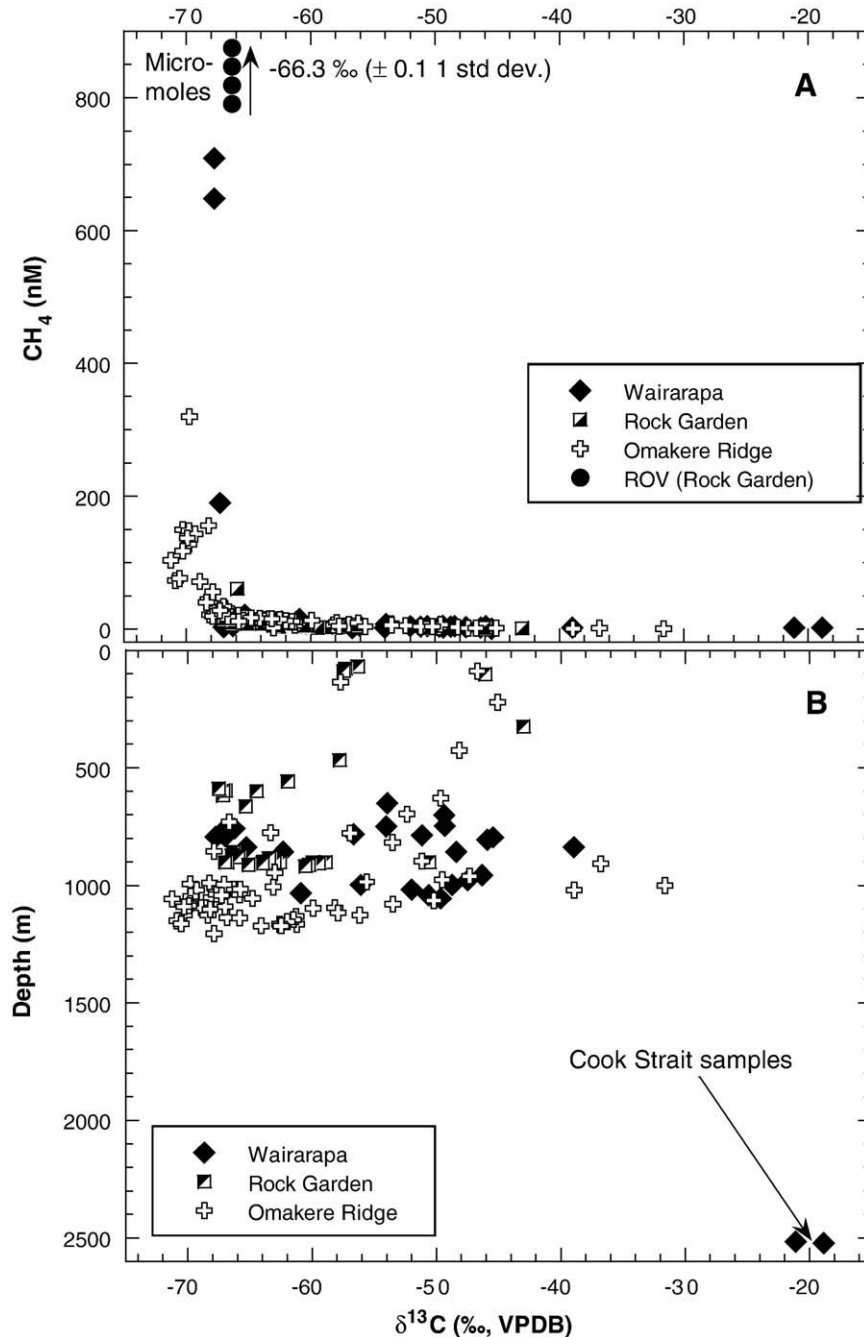 -70 -60 -50 -40 -30 -20
Micro-
moles
-66.3 ‰ (± 0.1 1 std dev.)
A
800
600
400
200
0
CH4 (nM)
Wairarapa
Rock Garden
Omakere Ridge
ROV (Rock Garden)
B
0
500
1000
1500
2000
2500
Depth (m)
Cook Strait samples
Wairarapa
Rock Garden
Omakere Ridge
-70 -60 -50 -40 -30 -20
δ13C (‰, VPDB)